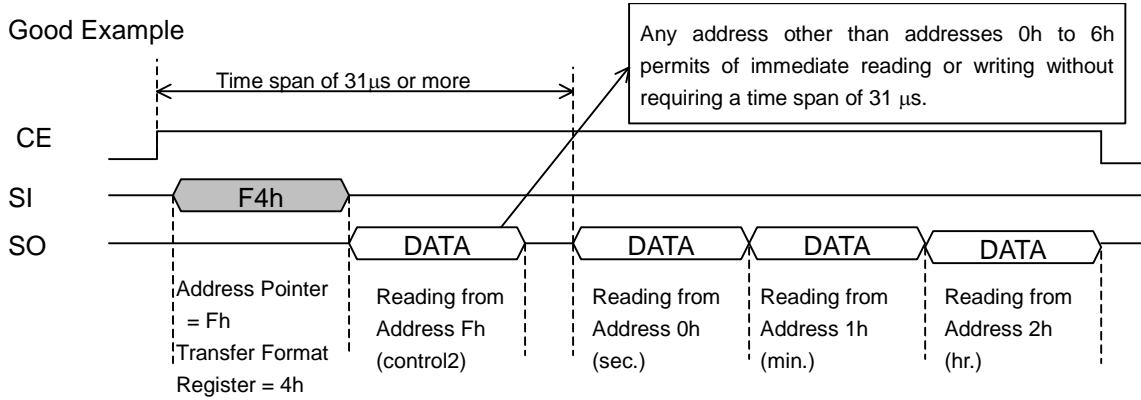 Good Example
Any address other than addresses 0h to 6h
permits of immediate reading or writing without
requiring a time span of 31 μs.
Time span of 31μs or more
CE
SI
F4h
SO
DATA
DATA
DATA
DATA
Address Pointer
= Fh
Transfer Format
Register = 4h
Reading from
Address Fh
(control2)
Reading from
Address 0h
(sec.)
Reading from
Address 1h
(min.)
Reading from
Address 2h
(hr.)